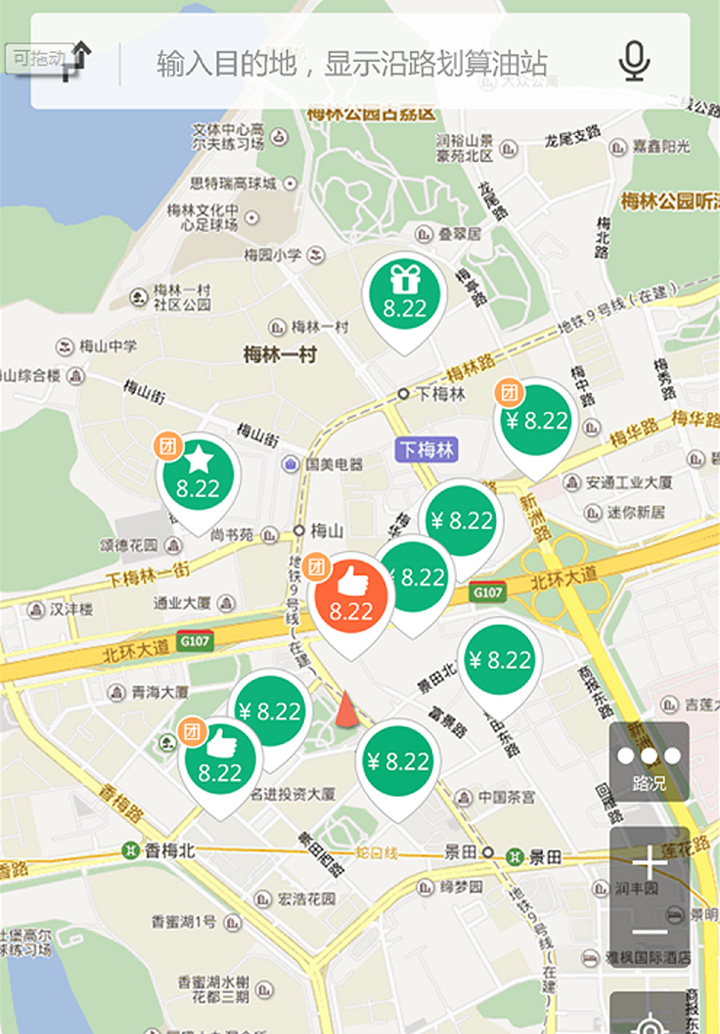 可拖动
输入目的地，显示沿路划算油站
大众公寓
梅林公园古荔区
文体中心高
尔夫练习场
润裕山景
豪苑北区
龙尾支路
嘉鑫阳光
思特瑞高球城
龙尾路
梅林公园听
梅林文化中
心足球场
叠翠居
梅北路
梅园小学
梅亭路
8.22
梅林一村
社区公园
地铁9号线(在建)
梅林一村
梅山中学
梅林一村
梅林路
梅秀路
山综合楼
梅山街
下梅林
团
梅中路
¥ 8.22
梅华路
梅华路
梅山街
团
下梅林
国美电器
8.22
安通工业大厦
新洲路
迷你新居
¥ 8.22
尚书苑
梅山
颂德花园
下梅林一街
地铁9号线(在建)
团
8.22
¥ 8.22
G107
北环大道
汉沣楼
通业大厦
北环大道
G107
¥ 8.22
景田北
商报东路
青海大厦
吉莲大
¥ 8.22
富景路
团
8.22
¥ 8.22
路况
香梅路
名进投资大厦
中国茶宫
香梅北
蛇口线
景田
景田
莲花路
香路
宏浩花园
缔梦园
润丰园
香蜜湖1号
地铁9号线(在建)
景明
杜堡高尔
球练习场
雅枫国际酒店
香蜜湖水榭
花都三期
商报东